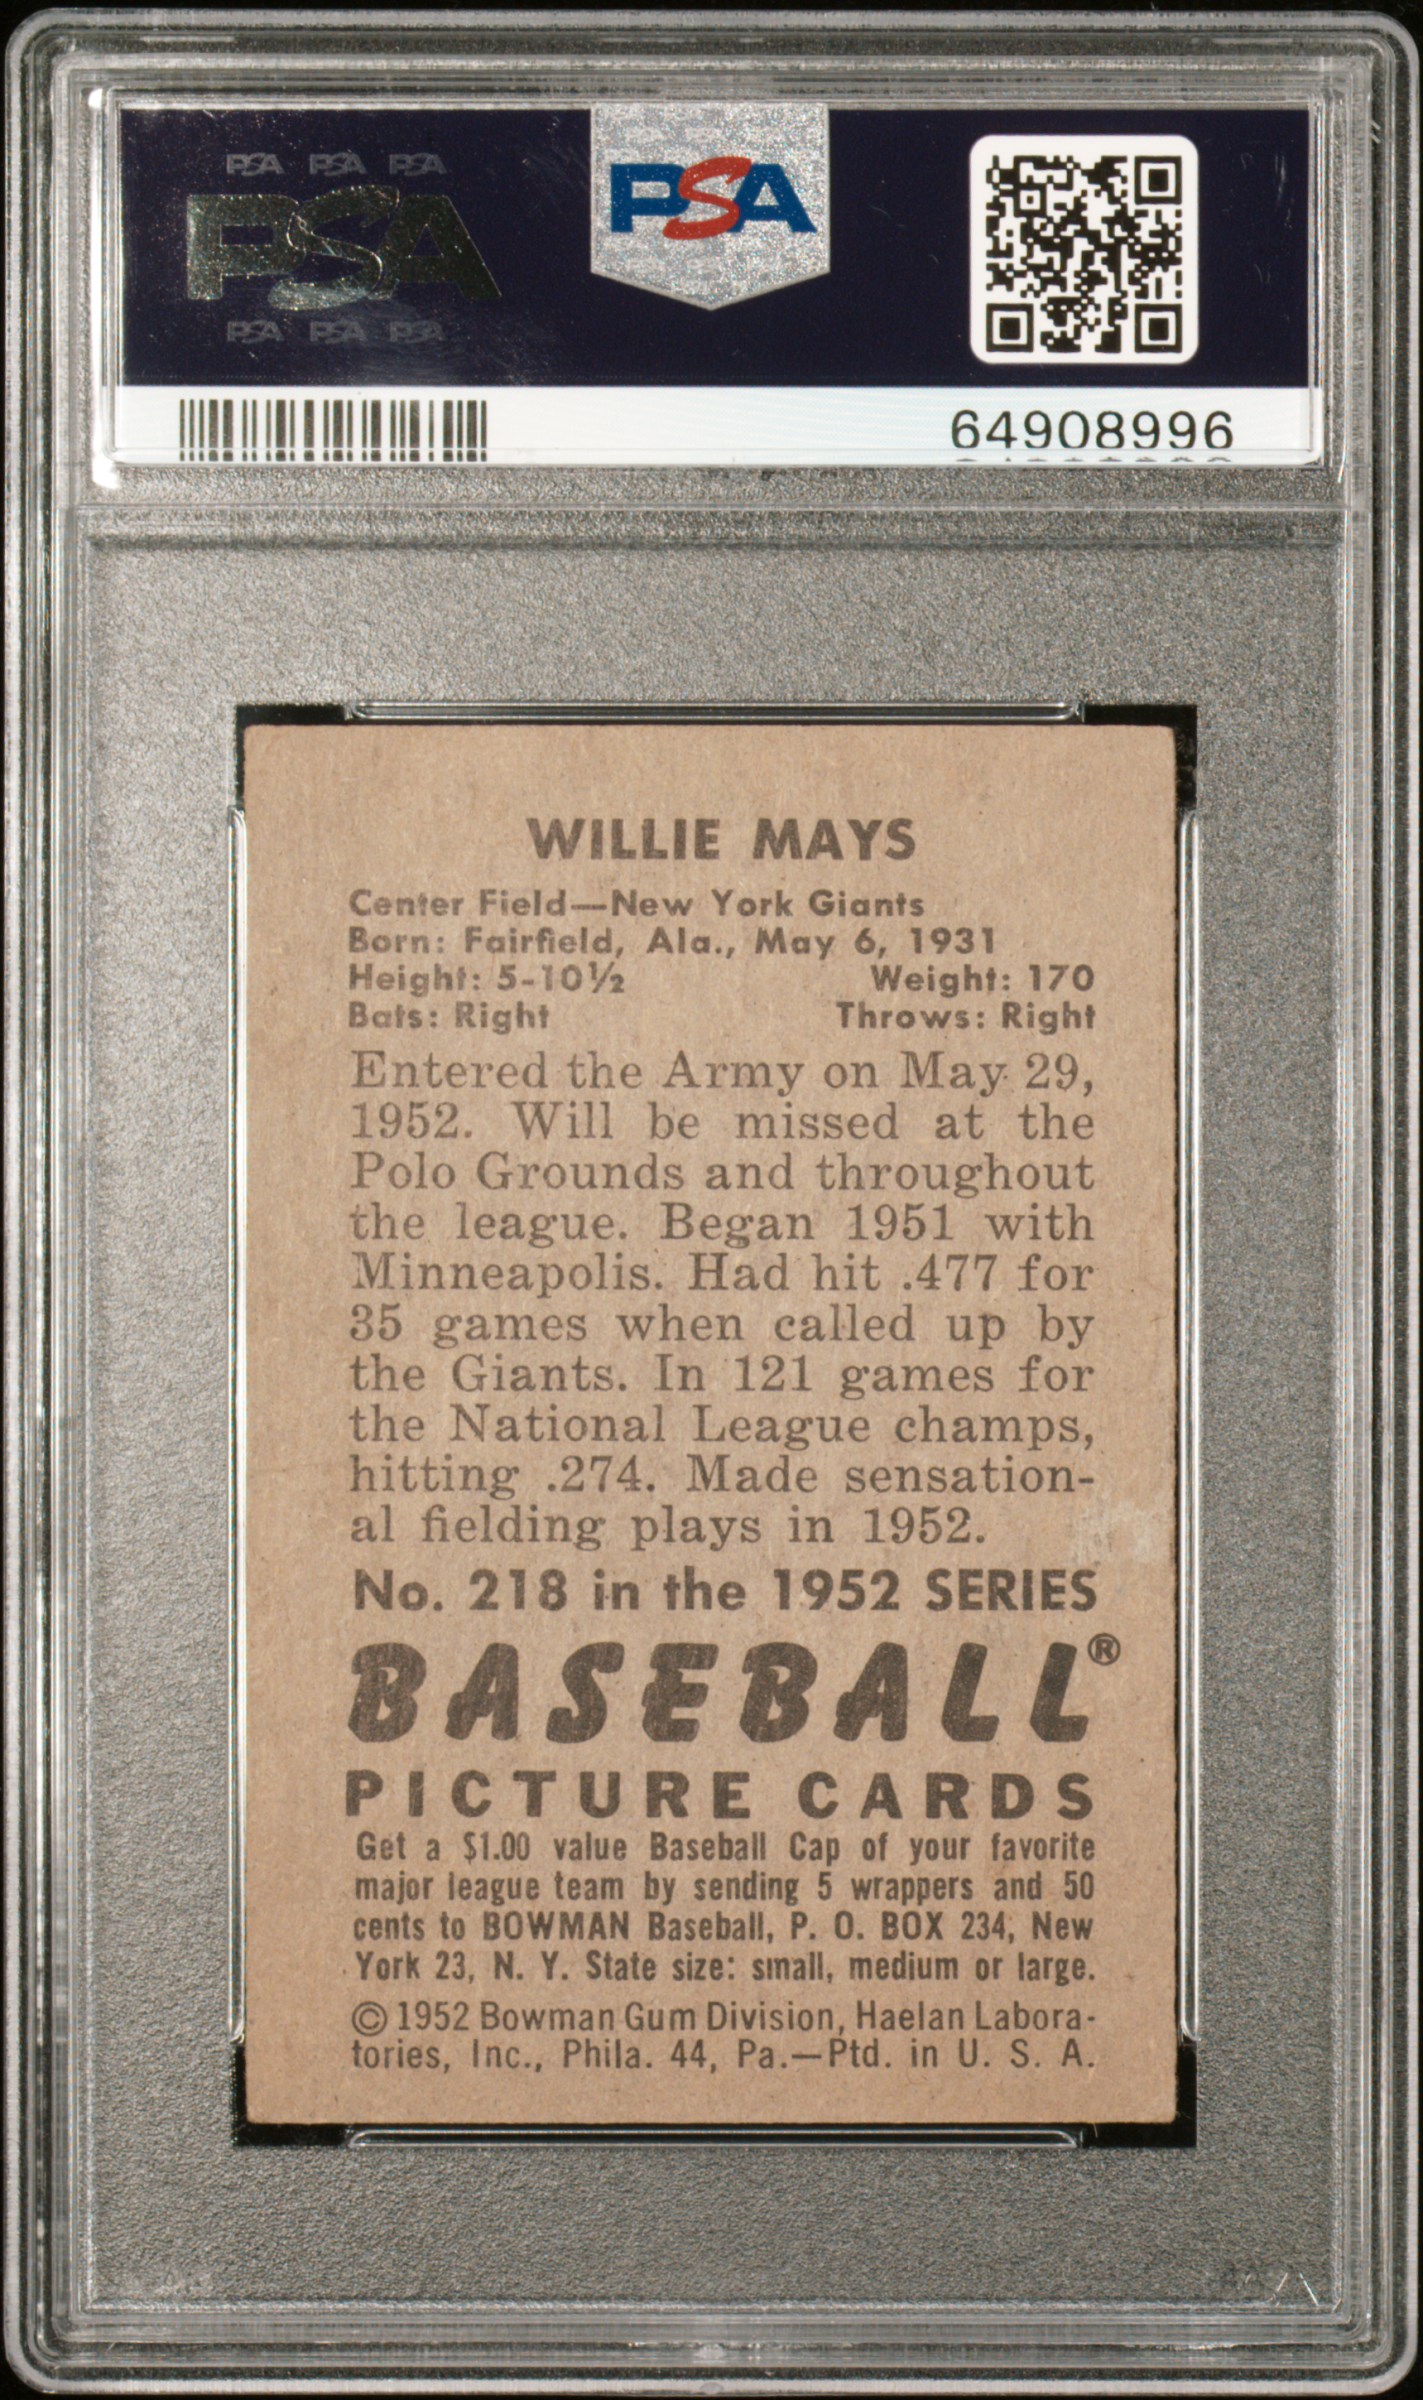 PSA PSA PSA
PSA
PSA PSA PSA
PSA
64908996
WILLIE MAYS
Center Field—New York Giants
Born: Fairfield, Ala., May 6, 1931
Height: 5-10½ Weight: 170
Bats: Right Throws: Right
Entered the Army on May 29,
1952. Will be missed at the
Polo Grounds and throughout
the league. Began 1951 with
Minneapolis. Had hit .477 for
35 games when called up by
the Giants. In 121 games for
the National League champs,
hitting .274. Made sensation-
al fielding plays in 1952.
No. 218 in the 1952 SERIES
BASEBALL®
PICTURE CARDS
Get a $1.00 value Baseball Cap of your favorite
major league team by sending 5 wrappers and 50
cents to BOWMAN Baseball, P. O. BOX 234, New
York 23, N. Y. State size: small, medium or large.
© 1952 Bowman Gum Division, Haelan Labora-
tories, Inc., Phila. 44, Pa.—Ptd. in U. S. A.